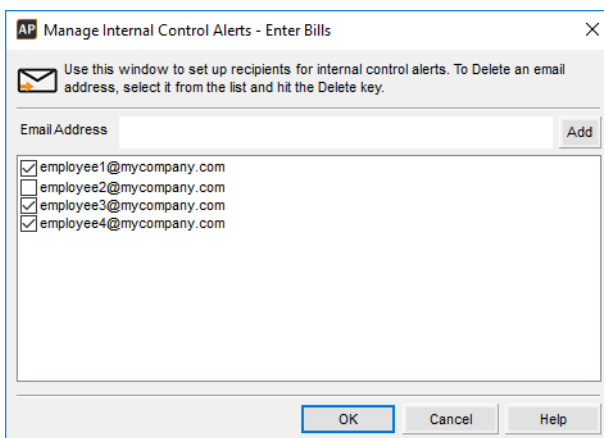 AP Manage Internal Control Alerts - Enter Bills
Use this window to set up recipients for internal control alerts. To Delete an email
address, select it from the list and hit the Delete key.
Email Address Add
employee1@mycompany.com
employee2@mycompany.com
employee3@mycompany.com
employee4@mycompany.com
OK Cancel Help